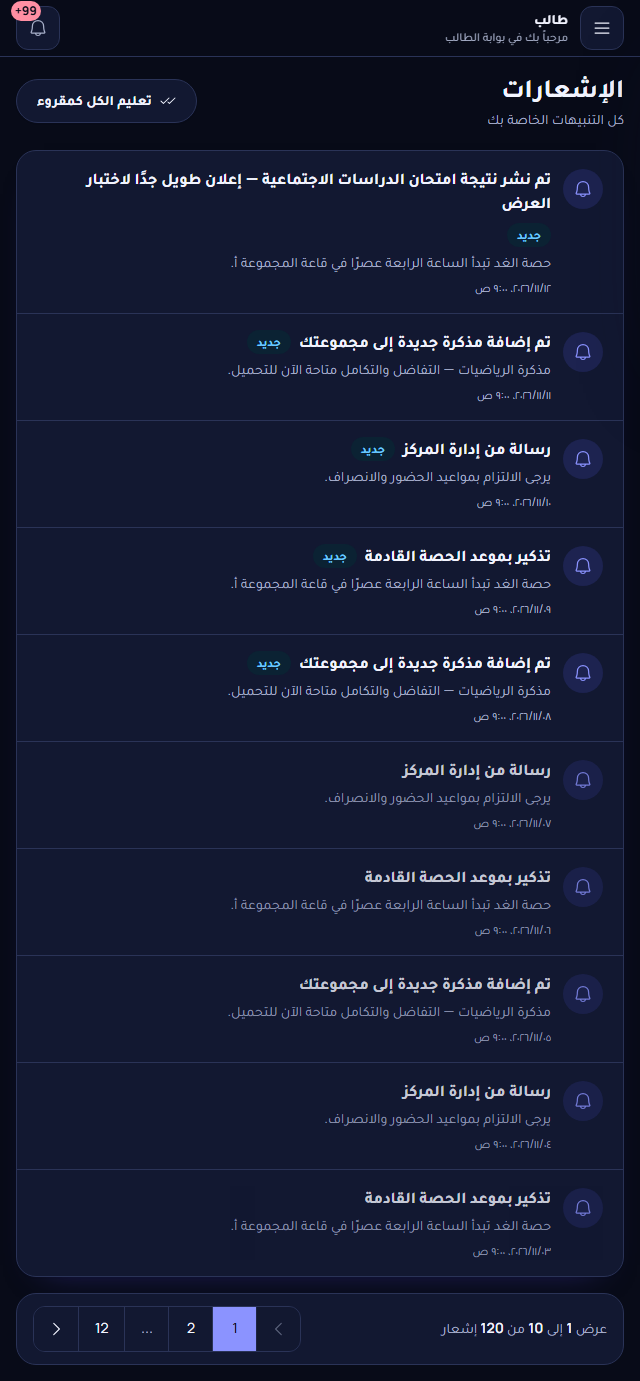 طالب
مرحباً بك في بوابة الطالب
99+
الإشعارات
كل التنبيهات الخاصة بك
تعليم الكل كمقروء
تم نشر نتيجة امتحان الدراسات الاجتماعية — إعلان طويل جدًا لاختبار
العرض
جديد
حصة الغد تبدأ الساعة الرابعة عصرًا في قاعة المجموعة أ.
٢٠٢٦/١١/١٢، ٩:٠٠ ص
تم إضافة مذكرة جديدة إلى مجموعتك جديد
مذكرة الرياضيات — التفاضل والتكامل متاحة الآن للتحميل.
٢٠٢٦/١١/١١، ٩:٠٠ ص
رسالة من إدارة المركز جديد
يرجى الالتزام بمواعيد الحضور والانصراف.
٢٠٢٦/١١/١٠، ٩:٠٠ ص
تذكير بموعد الحصة القادمة جديد
حصة الغد تبدأ الساعة الرابعة عصرًا في قاعة المجموعة أ.
٢٠٢٦/١١/٠٩، ٩:٠٠ ص
تم إضافة مذكرة جديدة إلى مجموعتك جديد
مذكرة الرياضيات — التفاضل والتكامل متاحة الآن للتحميل.
٢٠٢٦/١١/٠٨، ٩:٠٠ ص
رسالة من إدارة المركز
يرجى الالتزام بمواعيد الحضور والانصراف.
٢٠٢٦/١١/٠٧، ٩:٠٠ ص
تذكير بموعد الحصة القادمة
حصة الغد تبدأ الساعة الرابعة عصرًا في قاعة المجموعة أ.
٢٠٢٦/١١/٠٦، ٩:٠٠ ص
تم إضافة مذكرة جديدة إلى مجموعتك
مذكرة الرياضيات — التفاضل والتكامل متاحة الآن للتحميل.
٢٠٢٦/١١/٠٥، ٩:٠٠ ص
رسالة من إدارة المركز
يرجى الالتزام بمواعيد الحضور والانصراف.
٢٠٢٦/١١/٠٤، ٩:٠٠ ص
تذكير بموعد الحصة القادمة
حصة الغد تبدأ الساعة الرابعة عصرًا في قاعة المجموعة أ.
٢٠٢٦/١١/٠٣، ٩:٠٠ ص
عرض 1 إلى 10 من 120 إشعار
1 2 ... 12